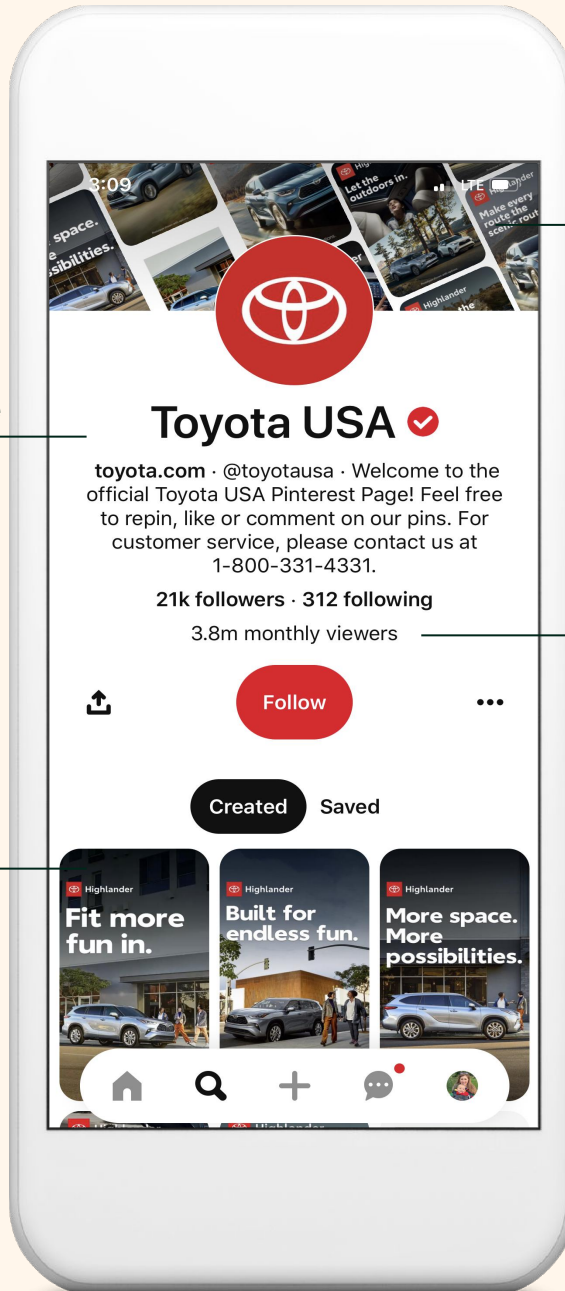 3:09
LTE
space.
sibilities.
Let the
outdoors in.
Highlander
Make every
route the
Highlander
Toyota USA
toyota.com · @toyotausa · Welcome to the
official Toyota USA Pinterest Page! Feel free
to repin, like or comment on our pins. For
customer service, please contact us at
1-800-331-4331.
21k followers · 312 following
3.8m monthly viewers
Follow
Created Saved
Highlander
Fit more
fun in.
Highlander
Built for
endless fun.
Highlander
More space.
More
possibilities.